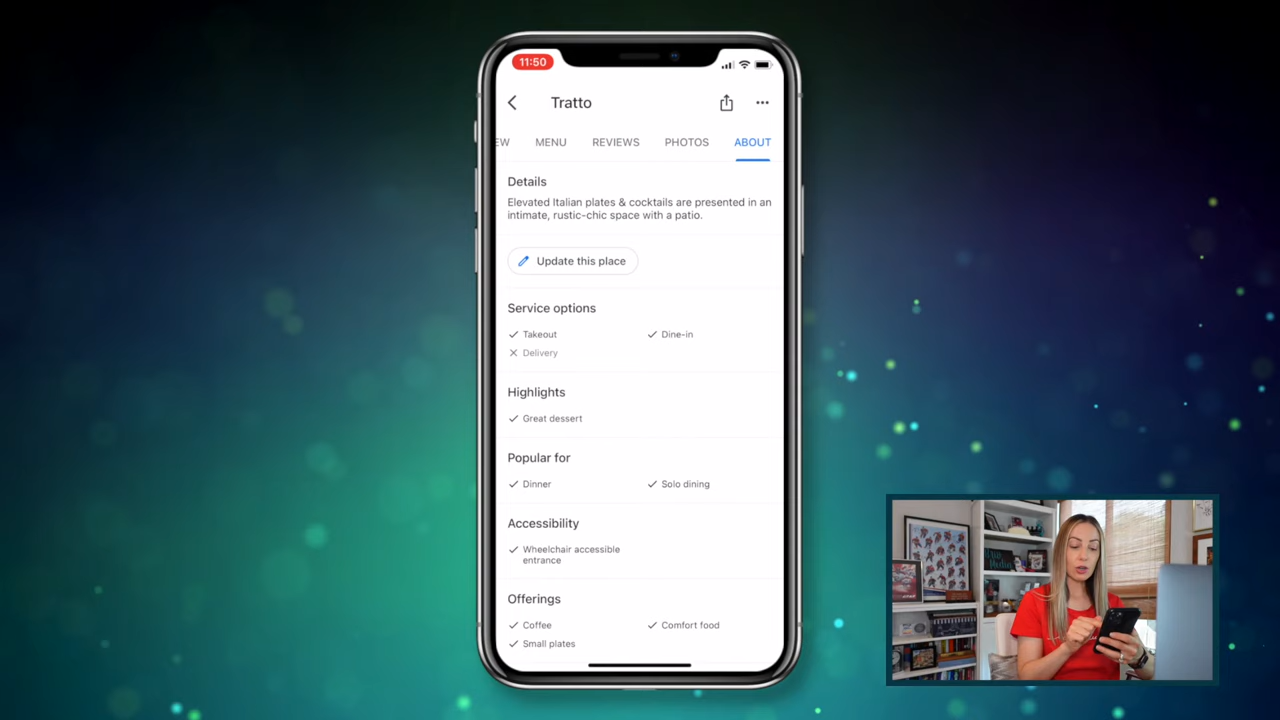 11:50
Tratto
EW MENU REVIEWS PHOTOS ABOUT
Details
Elevated Italian plates & cocktails are presented in an
intimate, rustic-chic space with a patio.
Update this place
Service options
Takeout Dine-in
Delivery
Highlights
Great dessert
Popular for
Dinner Solo dining
Accessibility
Wheelchair accessible
entrance
Offerings
Coffee Comfort food
Small plates